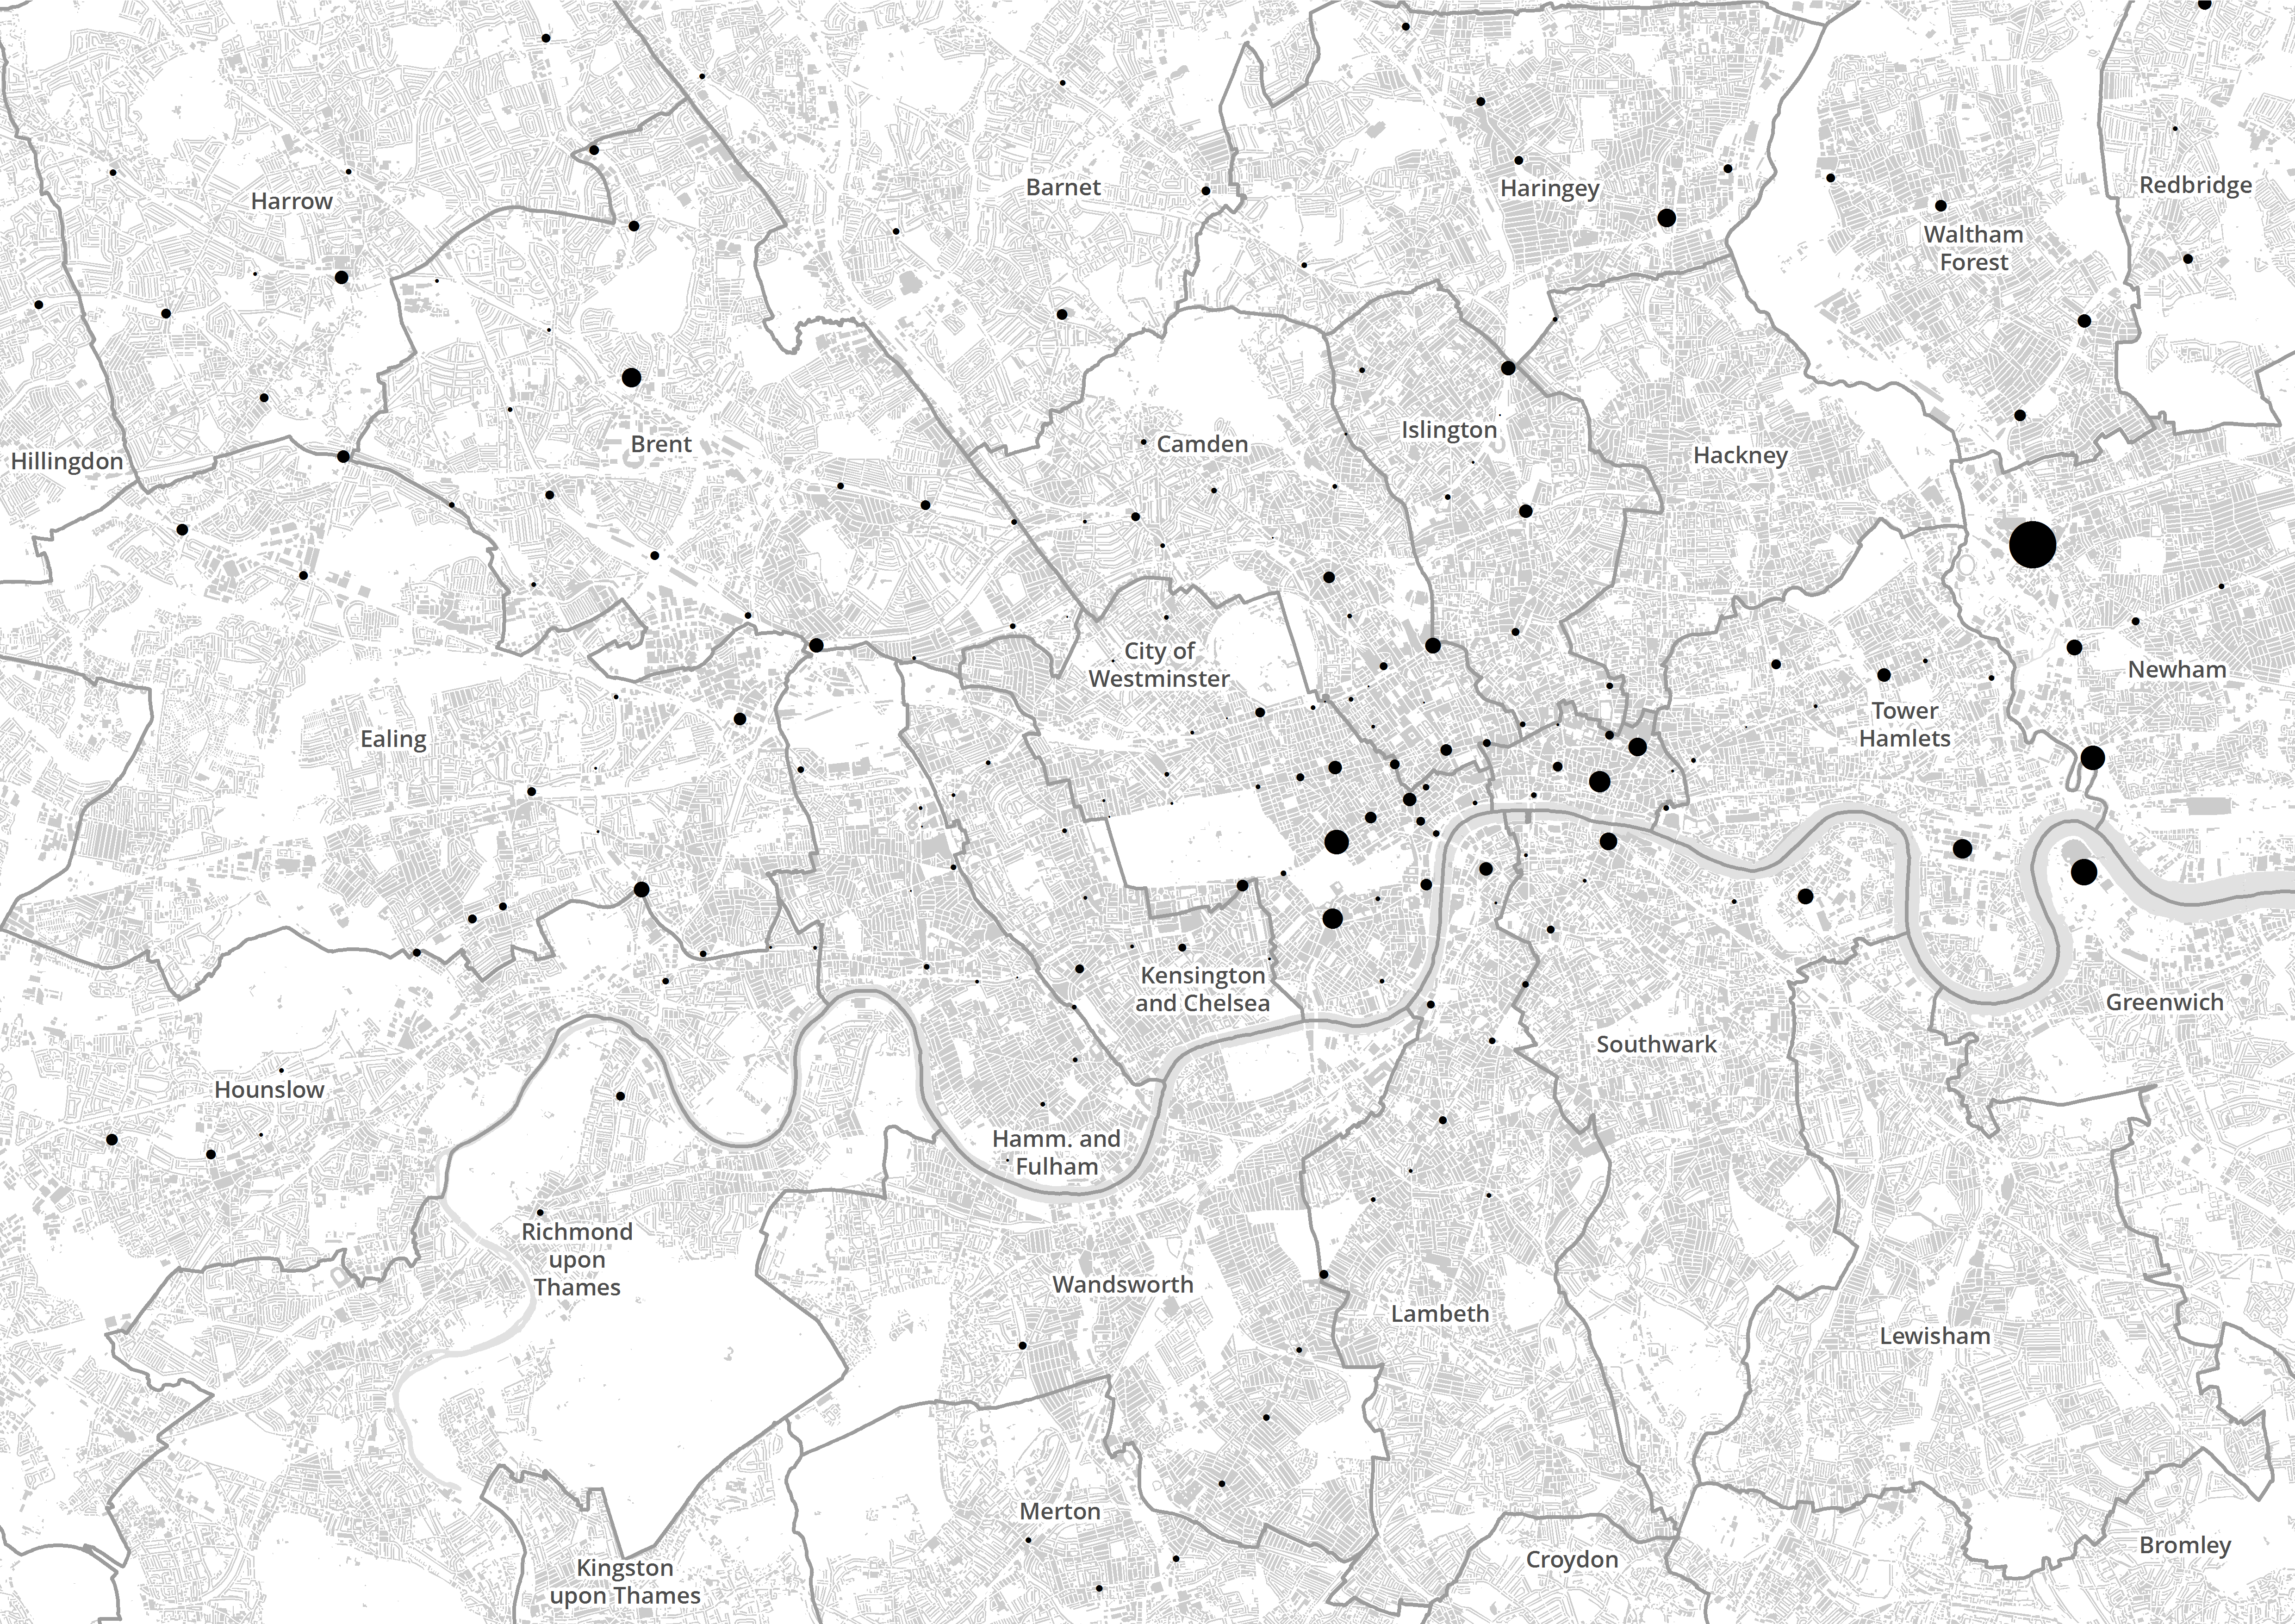 Harrow
Barnet
Haringey
Redbridge
Waltham
Forest
Hillingdon
Brent
Camden
Islington
Hackney
City of
Westminster
Newham
Ealing
Tower
Hamlets
Kensington
and Chelsea
Greenwich
Southwark
Hounslow
Hamm. and
Fulham
Richmond
upon
Thames
Wandsworth
Lambeth
Lewisham
Merton
Croydon
Bromley
Kingston
upon Thames